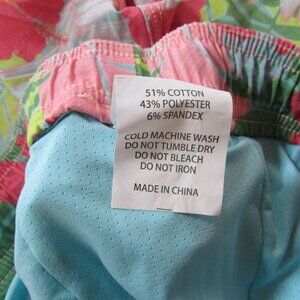 51% COTTON
43% POLYESTER
6% SPANDEX
COLD MACHINE WASH
DO NOT TUMBLE DRY
DO NOT BLEACH
DO NOT IRON
MADE IN CHINA